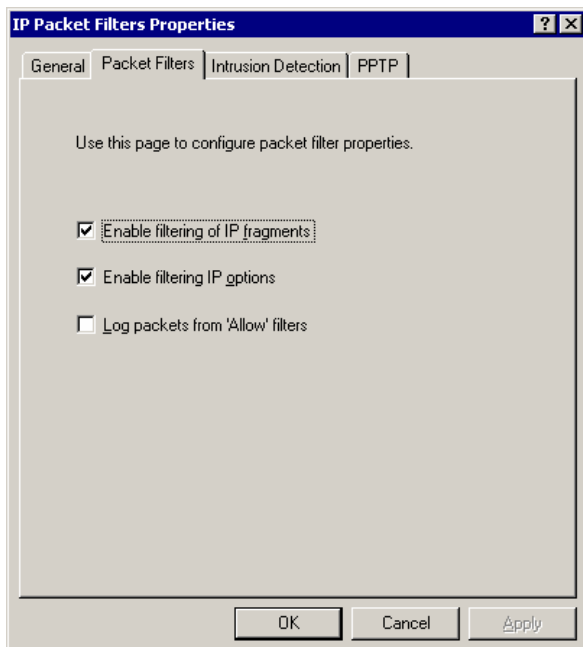 IP Packet Filters Properties
General Packet Filters Intrusion Detection PPTP
Use this page to configure packet filter properties.
Enable filtering of IP fragments
Enable filtering IP options
Log packets from 'Allow' filters
OK Cancel Apply